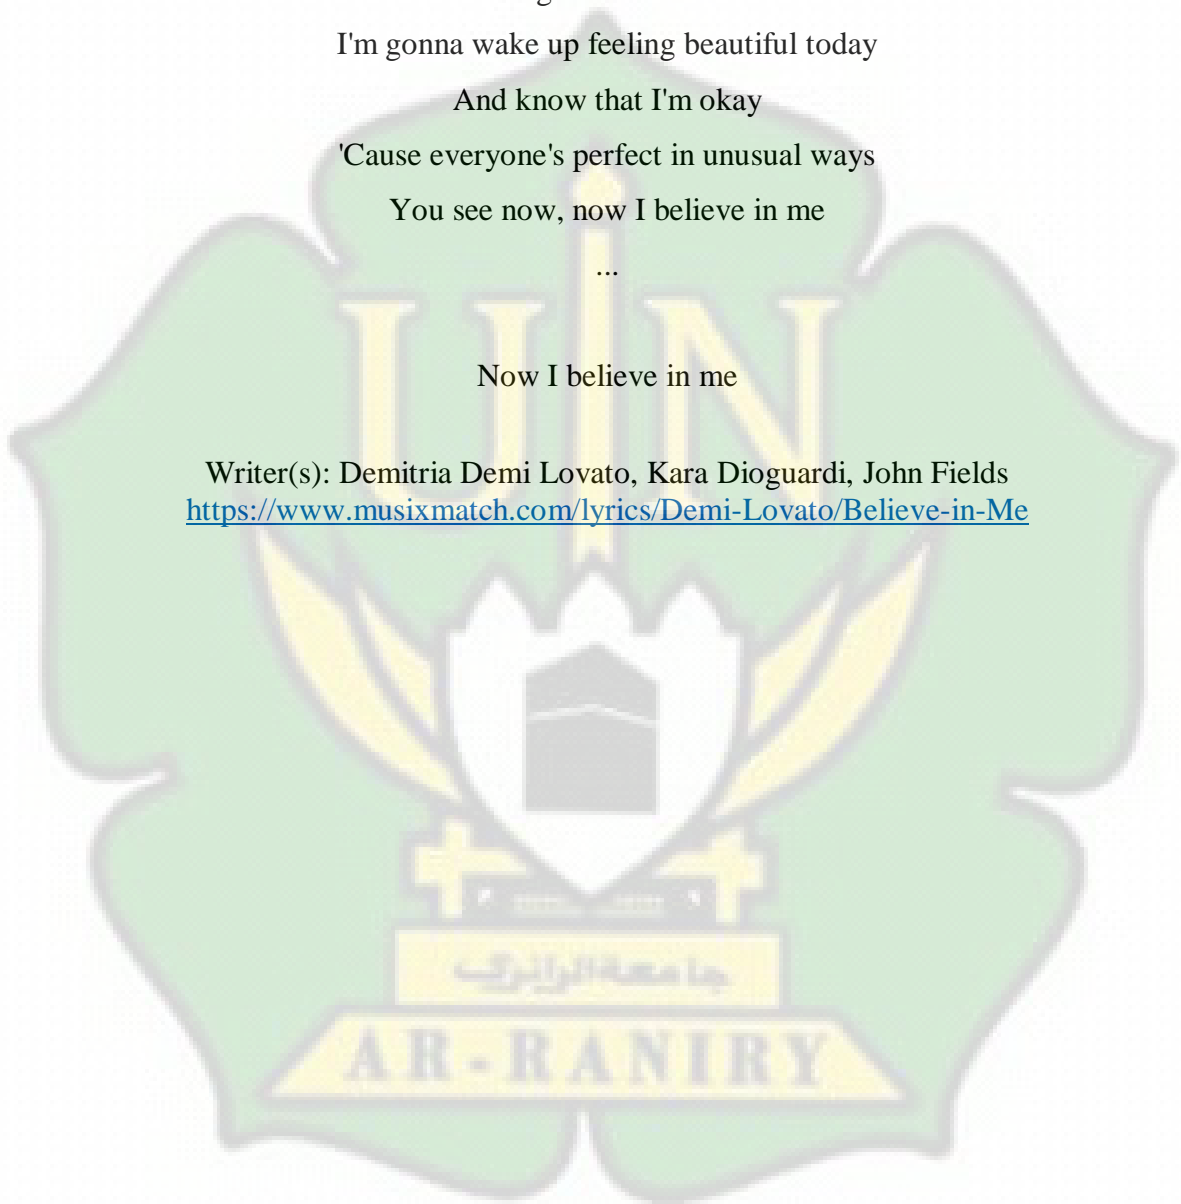 I'm gonna wake up feeling beautiful today
And know that I'm okay
'Cause everyone's perfect in unusual ways
You see now, now I believe in me
...
Now I believe in me
Writer(s): Demitria Demi Lovato, Kara Dioguardi, John Fields
https://www.musixmatch.com/lyrics/Demi-Lovato/Believe-in-Me
UIN
جامعة الرانركب
AR-RANIRY